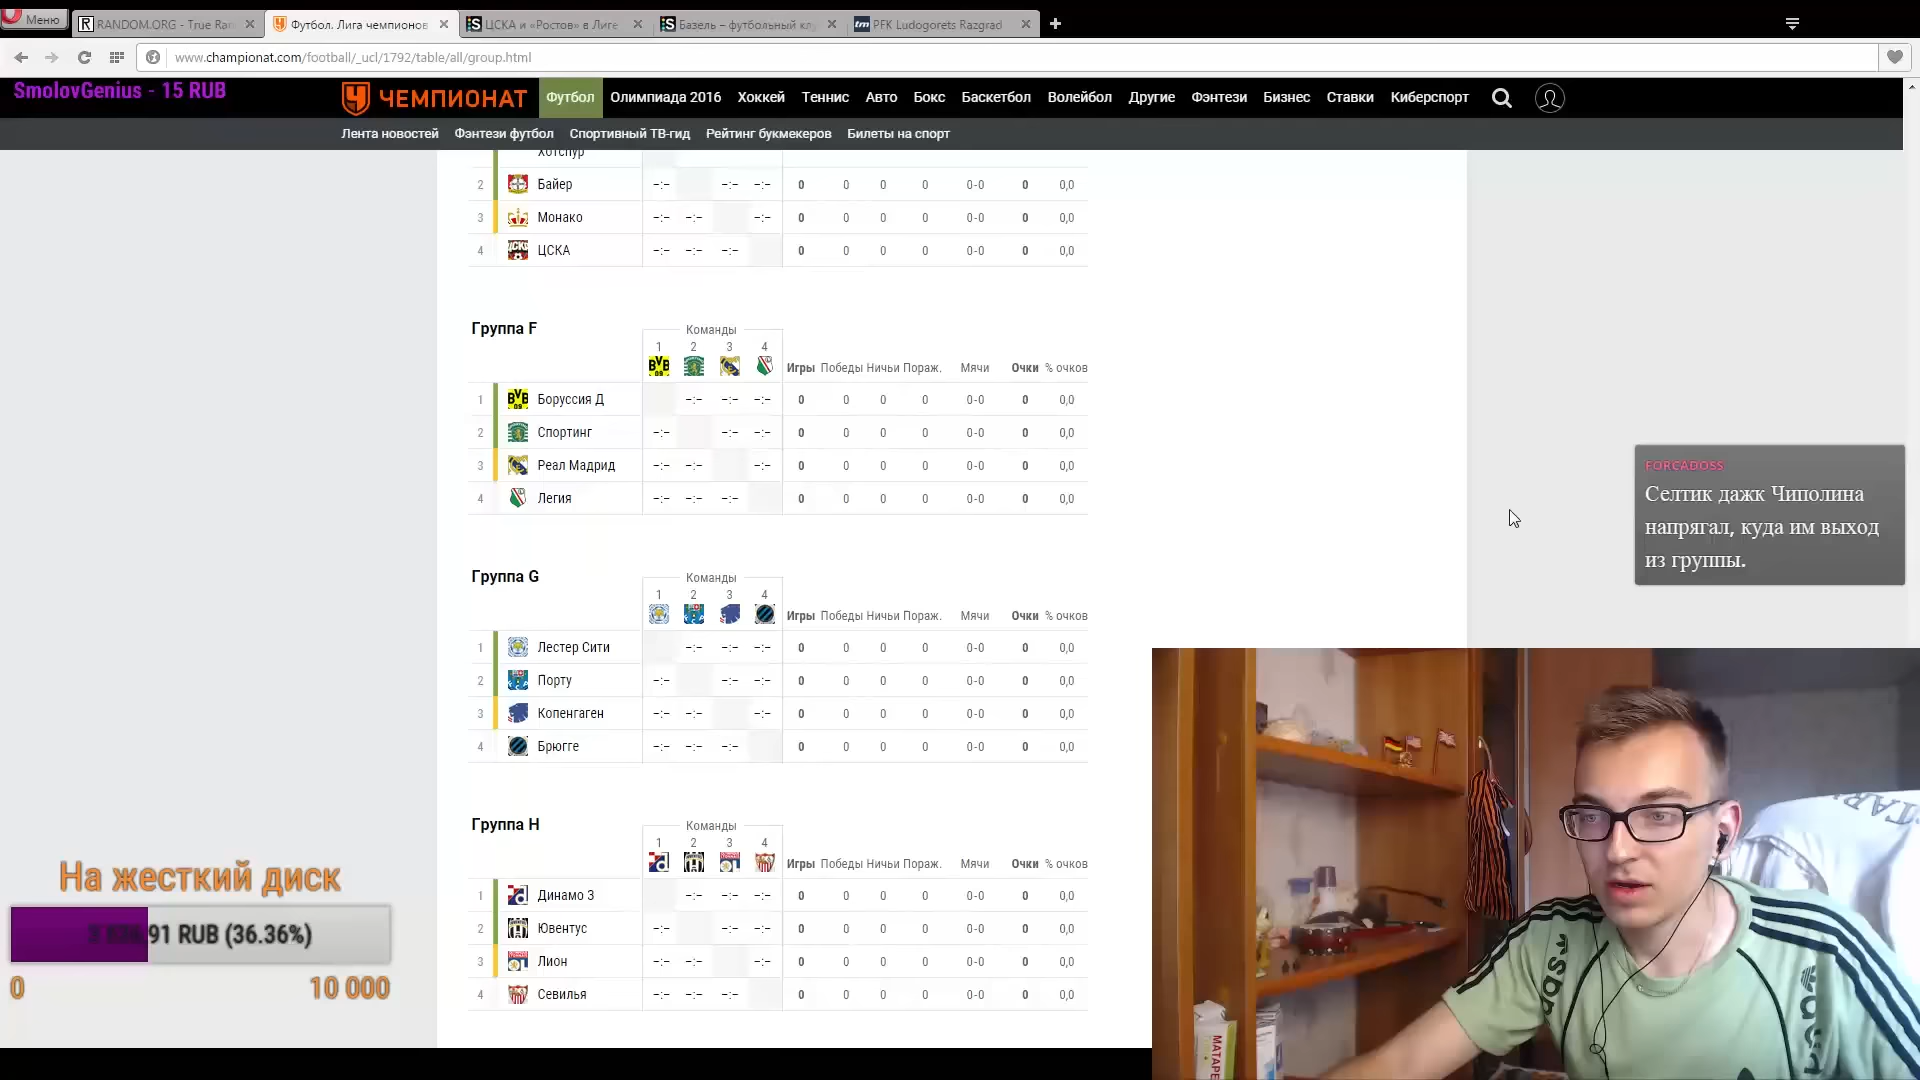 Меню
RANDOM.ORG - True Ran
Футбол. Лига чемпионов
ЦСКА и «Ростов» в Лиге
Базель – футбольный клу
PFK Ludogorets Razgrad
www.championat.com/football/_ucl/1792/table/all/group.html
SmolovGenius - 15 RUB
ЧЕМПИОНАТ
Футбол Олимпиада 2016 Хоккей Теннис Авто Бокс Баскетбол Волейбол Другие Фэнтези Бизнес Ставки Киберспорт
Лента новостей Фэнтези футбол Спортивный ТВ-гид Рейтинг букмекеров Билеты на спорт
Хотспур
2 Байер -:- -:- -:- 0 0 0 0 0-0 0 0,0
3 Монако -:- -:- -:- 0 0 0 0 0-0 0 0,0
4 ЦСКА -:- -:- -:- 0 0 0 0 0-0 0 0,0
Группа F Команды
1 2 3 4
Игры Победы Ничьи Пораж. Мячи Очки % очков
1 Боруссия Д -:- -:- -:- 0 0 0 0 0-0 0 0,0
2 Спортинг -:- -:- -:- 0 0 0 0 0-0 0 0,0
3 Реал Мадрид -:- -:- -:- 0 0 0 0 0-0 0 0,0
4 Легия -:- -:- -:- 0 0 0 0 0-0 0 0,0
Группа G Команды
1 2 3 4
Игры Победы Ничьи Пораж. Мячи Очки % очков
1 Лестер Сити -:- -:- -:- 0 0 0 0 0-0 0 0,0
2 Порту -:- -:- -:- 0 0 0 0 0-0 0 0,0
3 Копенгаген -:- -:- -:- 0 0 0 0 0-0 0 0,0
4 Брюгге -:- -:- -:- 0 0 0 0 0-0 0 0,0
Группа H Команды
1 2 3 4
Игры Победы Ничьи Пораж. Мячи Очки % очков
1 Динамо З -:- -:- -:- 0 0 0 0 0-0 0 0,0
2 Ювентус -:- -:- -:- 0 0 0 0 0-0 0 0,0
3 Лион -:- -:- -:- 0 0 0 0 0-0 0 0,0
4 Севилья -:- -:- -:- 0 0 0 0 0-0 0 0,0
FORCADOSS
Селтик дажк Чиполина
напрягал, куда им выход
из группы.
На жесткий диск
91 RUB (36.36%)
0 10 000
adidas